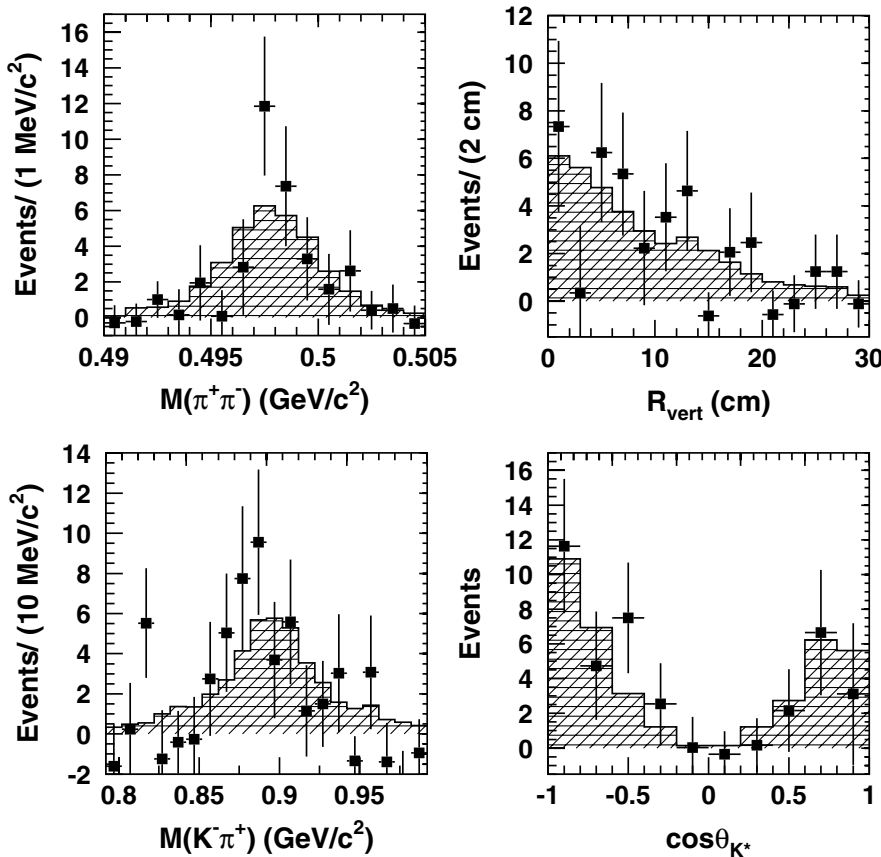 Events/ (1 MeV/c²)
16
14
12
10
8
6
4
2
0
0.49 0.495 0.5 0.505
M(π⁺π⁻) (GeV/c²)
Events/ (2 cm)
12
10
8
6
4
2
0
0 10 20 30
R_vert (cm)
Events/ (10 MeV/c²)
14
12
10
8
6
4
2
0
-2
0.8 0.85 0.9 0.95
M(K⁻π⁺) (GeV/c²)
Events
16
14
12
10
8
6
4
2
0
-1 -0.5 0 0.5 1
cosθ_K*